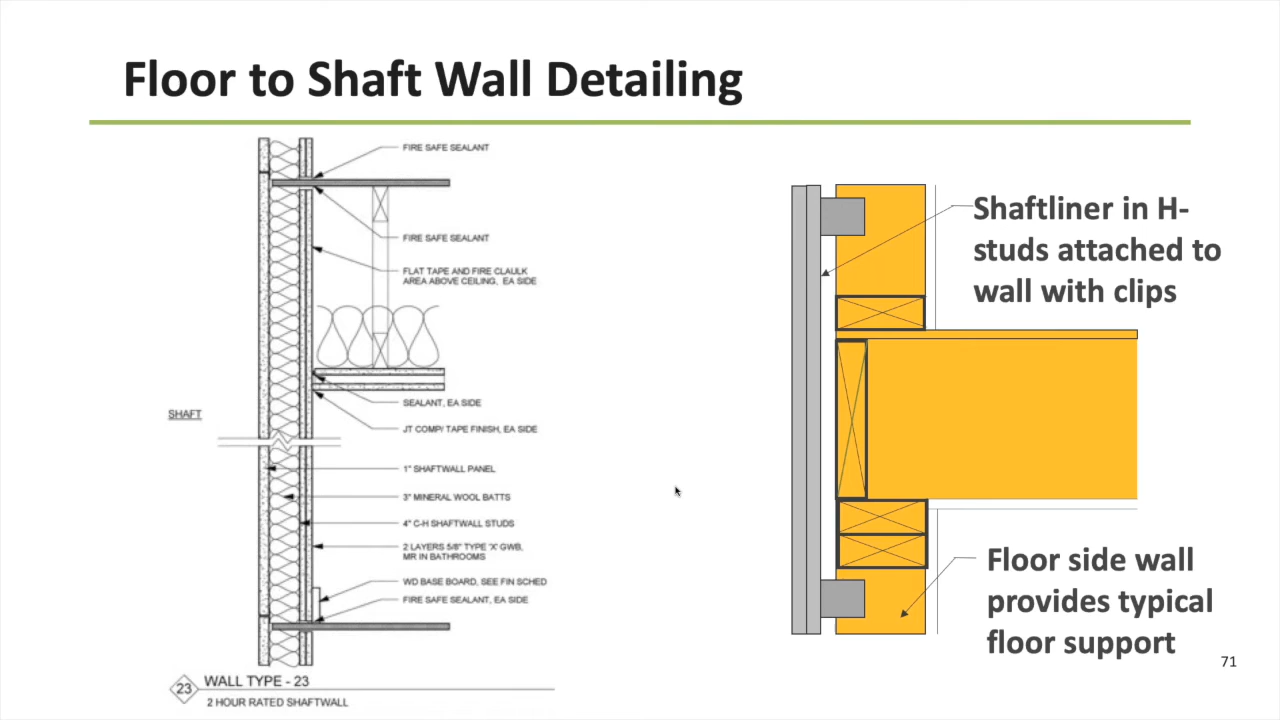 Floor to Shaft Wall Detailing
FIRE SAFE SEALANT
FIRE SAFE SEALANT
FLAT TAPE AND FIRE CLAULK
AREA ABOVE CEILING, EA SIDE
SEALANT, EA SIDE
SHAFT
JT COMP/ TAPE FINISH, EA SIDE
1" SHAFTWALL PANEL
3" MINERAL WOOL BATTS
4" C-H SHAFTWALL STUDS
2 LAYERS 5/8" TYPE 'X' GWB,
MR IN BATHROOMS
WD BASE BOARD, SEE FIN SCHED
FIRE SAFE SEALANT, EA SIDE
23
WALL TYPE - 23
2 HOUR RATED SHAFTWALL
Shaftliner in H-
studs attached to
wall with clips
Floor side wall
provides typical
floor support
71